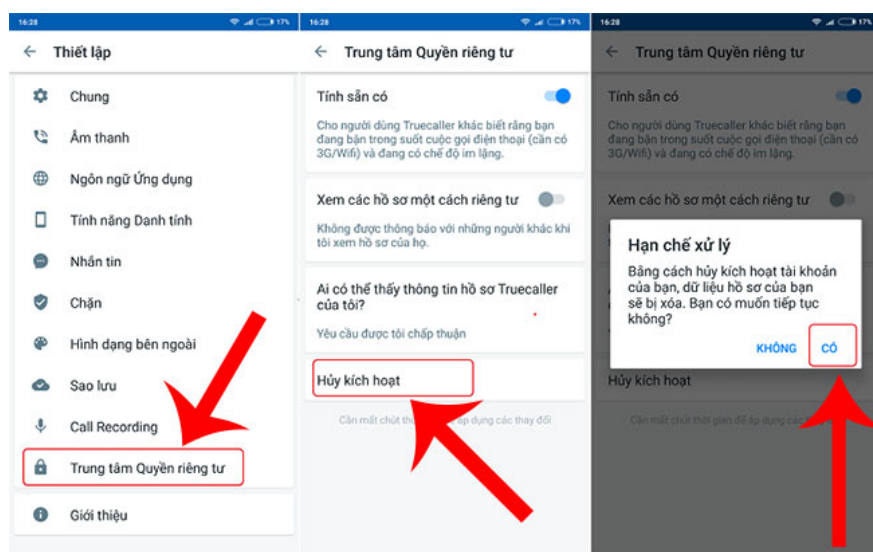 16:28
17%
Thiết lập
Chung
Âm thanh
Ngôn ngữ Ứng dụng
Tính năng Danh tính
Nhắn tin
Chặn
Hình dạng bên ngoài
Sao lưu
Call Recording
Trung tâm Quyền riêng tư
Giới thiệu
16:28
17%
Trung tâm Quyền riêng tư
Tính sẵn có
Cho người dùng Truecaller khác biết rằng bạn
đang bận trong suốt cuộc gọi điện thoại (cần có
3G/Wifi) và đang có chế độ im lặng.
Xem các hồ sơ một cách riêng tư
Không được thông báo với những người khác khi
tôi xem hồ sơ của họ.
Ai có thể thấy thông tin hồ sơ Truecaller
của tôi?
Yêu cầu được tôi chấp thuận
Hủy kích hoạt
Cần mất chút áp dụng các thay đổi
16:28
17%
Trung tâm Quyền riêng tư
Tính sẵn có
Cho người dùng Truecaller khác biết rằng bạn
đang bận trong suốt cuộc gọi điện thoại (cần có
3G/Wifi) và đang có chế độ im lặng.
Xem các hồ sơ một cách riêng tư
Hạn chế xử lý
Bằng cách hủy kích hoạt tài khoản
của bạn, dữ liệu hồ sơ của bạn
sẽ bị xóa. Bạn có muốn tiếp tục
không?
KHÔNG CÓ
Hủy kích hoạt
Cần mất chút thời gian để áp dụng các